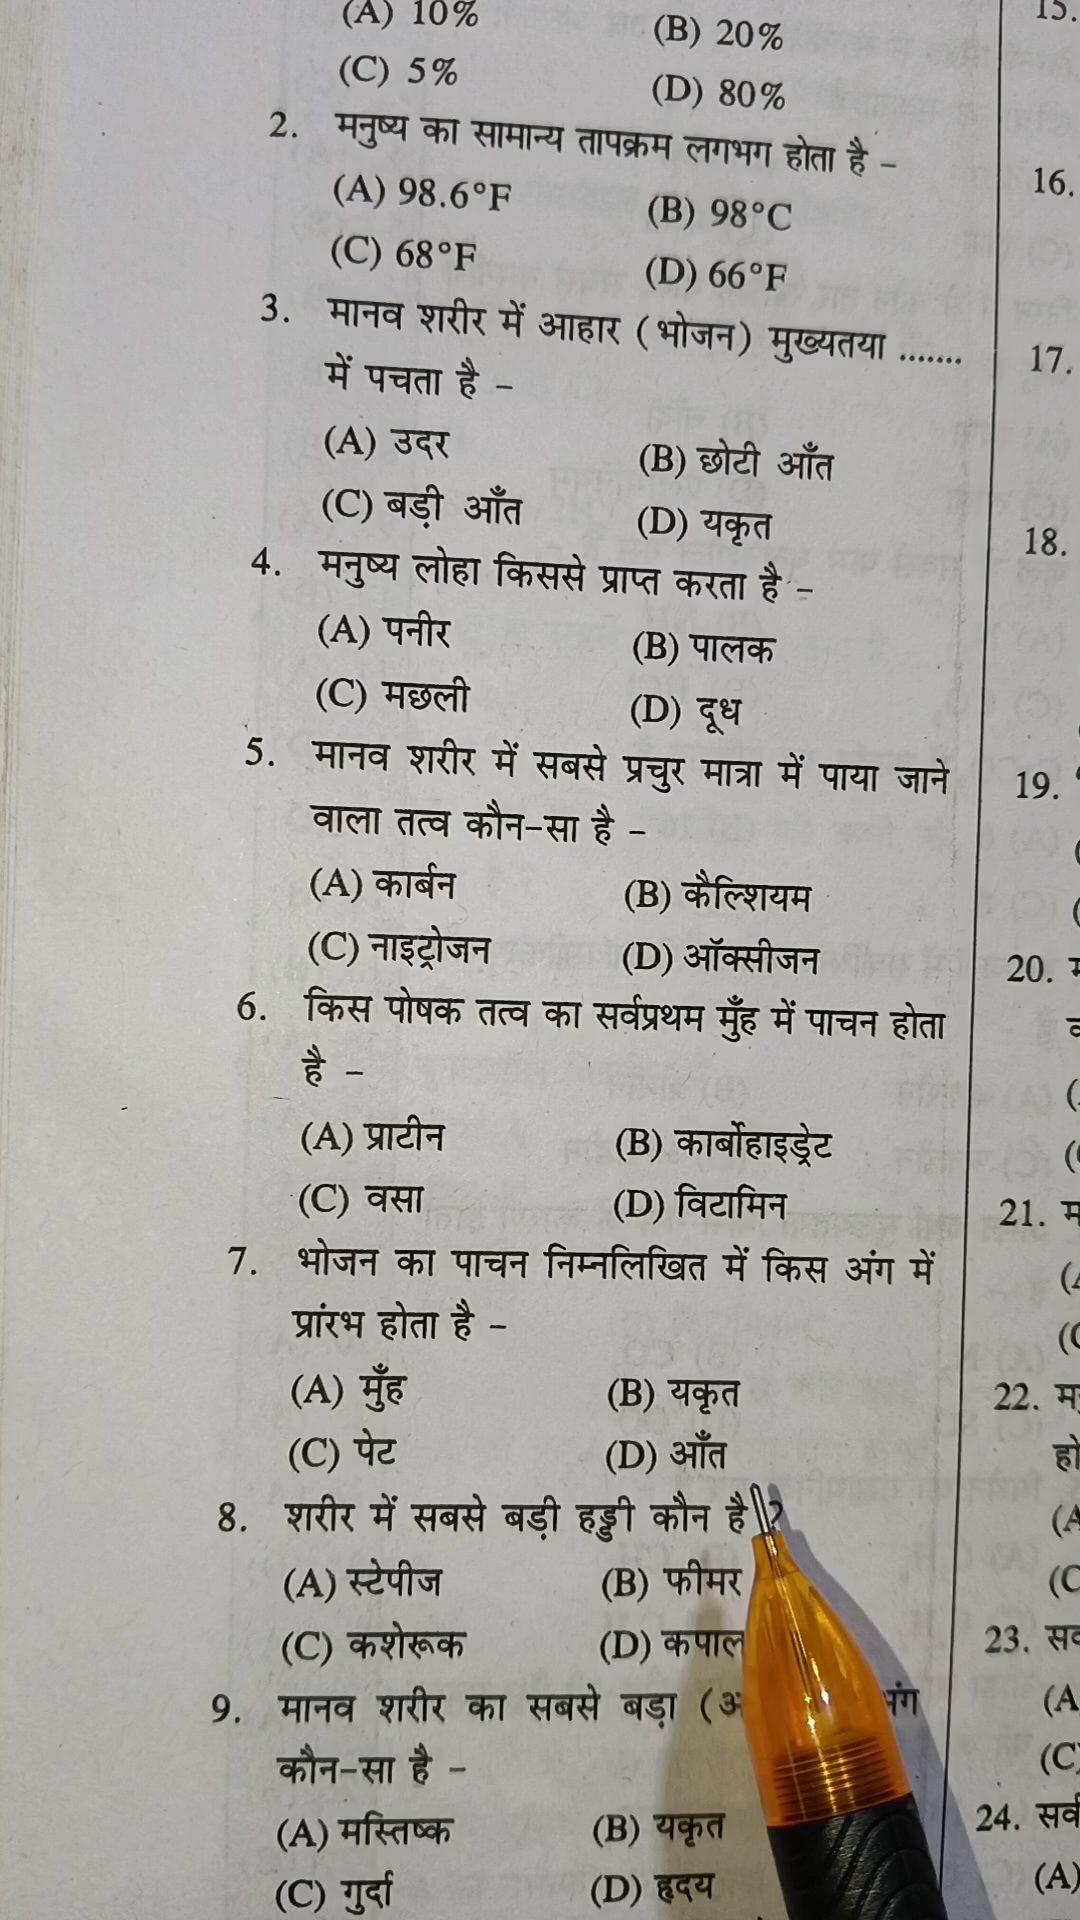 (A) 10% (B) 20%
(C) 5% (D) 80%
2. मनुष्य का सामान्य तापक्रम लगभग होता है –
(A) 98.6°F (B) 98°C
(C) 68°F (D) 66°F
3. मानव शरीर में आहार (भोजन) मुख्यतया .......
में पचता है –
(A) उदर (B) छोटी आँत
(C) बड़ी आँत (D) यकृत
4. मनुष्य लोहा किससे प्राप्त करता है –
(A) पनीर (B) पालक
(C) मछली (D) दूध
5. मानव शरीर में सबसे प्रचुर मात्रा में पाया जाने
वाला तत्व कौन-सा है –
(A) कार्बन (B) कैल्शियम
(C) नाइट्रोजन (D) ऑक्सीजन
6. किस पोषक तत्व का सर्वप्रथम मुँह में पाचन होता
है –
(A) प्राटीन (B) कार्बोहाइड्रेट
(C) वसा (D) विटामिन
7. भोजन का पाचन निम्नलिखित में किस अंग में
प्रांरभ होता है –
(A) मुँह (B) यकृत
(C) पेट (D) आँत
8. शरीर में सबसे बड़ी हड्डी कौन है ?
(A) स्टेपीज (B) फीमर
(C) कशेरूक (D) कपाल
9. मानव शरीर का सबसे बड़ा
कौन-सा है –
(A) मस्तिष्क (B) यकृत
(C) गुर्दा (D) हृदय
15.
16.
17.
18.
19.
20.
21.
22.
हो
23.
24.
(A)